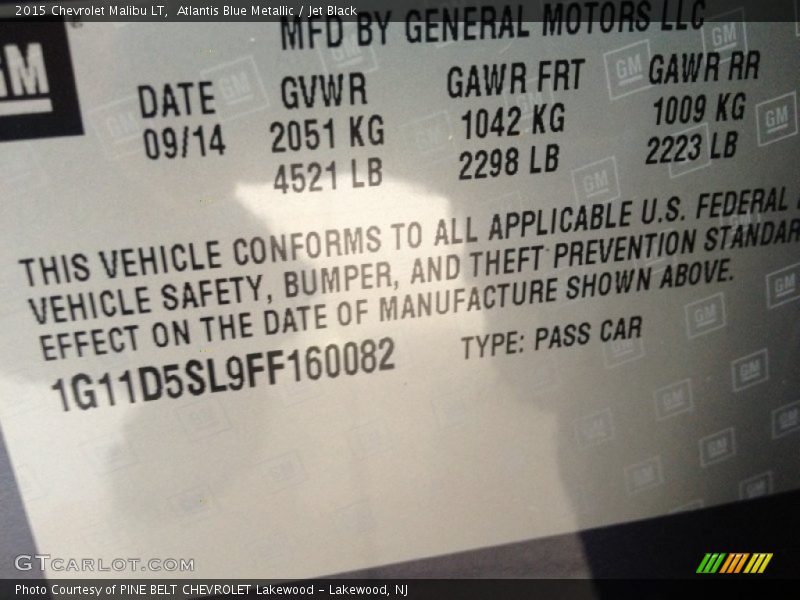 2015 Chevrolet Malibu LT, Atlantis Blue Metallic / Jet Black
MFD BY GENERAL MOTORS LLC
GM
DATE GVWR GAWR FRT GAWR RR
09/14 2051 KG 1042 KG 1009 KG
4521 LB 2298 LB 2223 LB
THIS VEHICLE CONFORMS TO ALL APPLICABLE U.S. FEDERAL
VEHICLE SAFETY, BUMPER, AND THEFT PREVENTION STANDAR
EFFECT ON THE DATE OF MANUFACTURE SHOWN ABOVE.
1G11D5SL9FF160082 TYPE: PASS CAR
GTCARLOT.COM
Photo Courtesy of PINE BELT CHEVROLET Lakewood - Lakewood, NJ